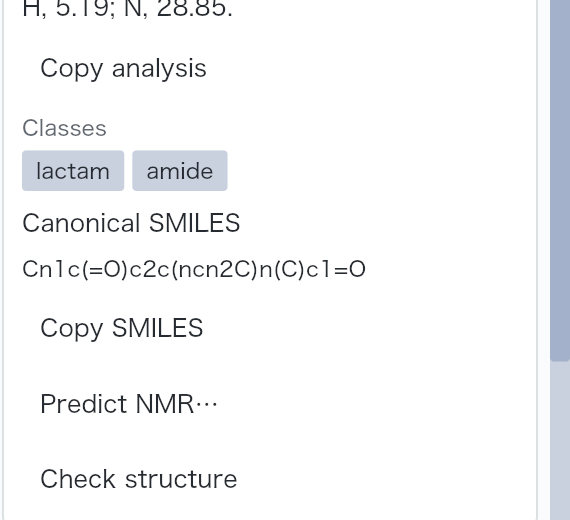 H, 5.19; N, 28.85.
Copy analysis
Classes
lactam amide
Canonical SMILES
Cn1c(=O)c2c(ncn2C)n(C)c1=O
Copy SMILES
Predict NMR⋯
Check structure